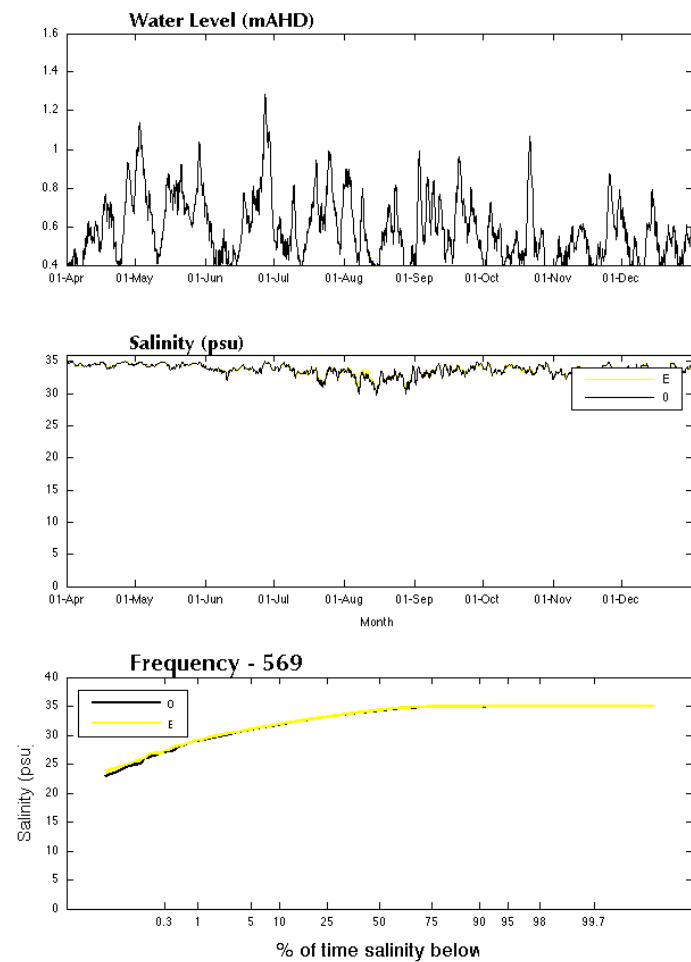 Water Level (mAHD)
1.6
1.4
1.2
1
0.8
0.6
0.4
01-Apr 01-May 01-Jun 01-Jul 01-Aug 01-Sep 01-Oct 01-Nov 01-Dec
Salinity (psu)
35
30
25
20
15
10
5
0
E
0
01-Apr 01-May 01-Jun 01-Jul 01-Aug 01-Sep 01-Oct 01-Nov 01-Dec
Month
Frequency - 569
40
35
30
25
20
15
10
5
0
O
E
Salinity (psu)
0.3 1 5 10 25 50 75 90 95 98 99.7
% of time salinity below